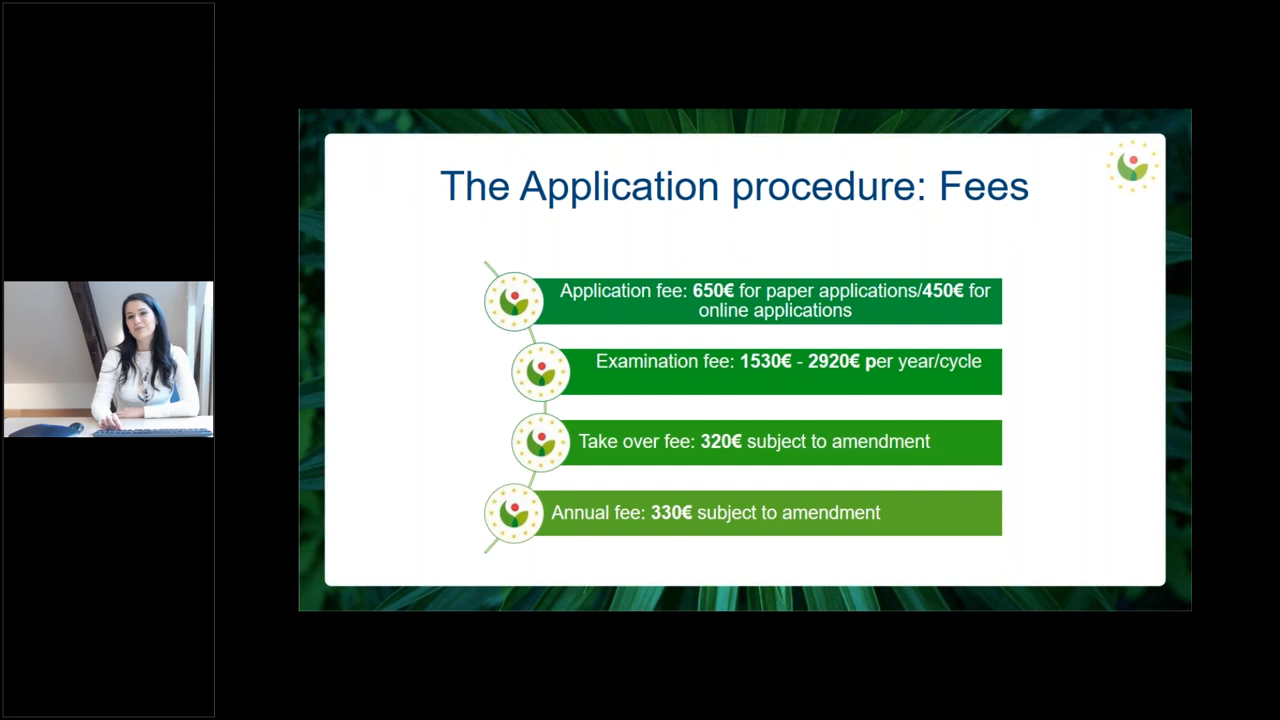 The Application procedure: Fees
Application fee: 650€ for paper applications/450€ for
online applications
Examination fee: 1530€ - 2920€ per year/cycle
Take over fee: 320€ subject to amendment
Annual fee: 330€ subject to amendment